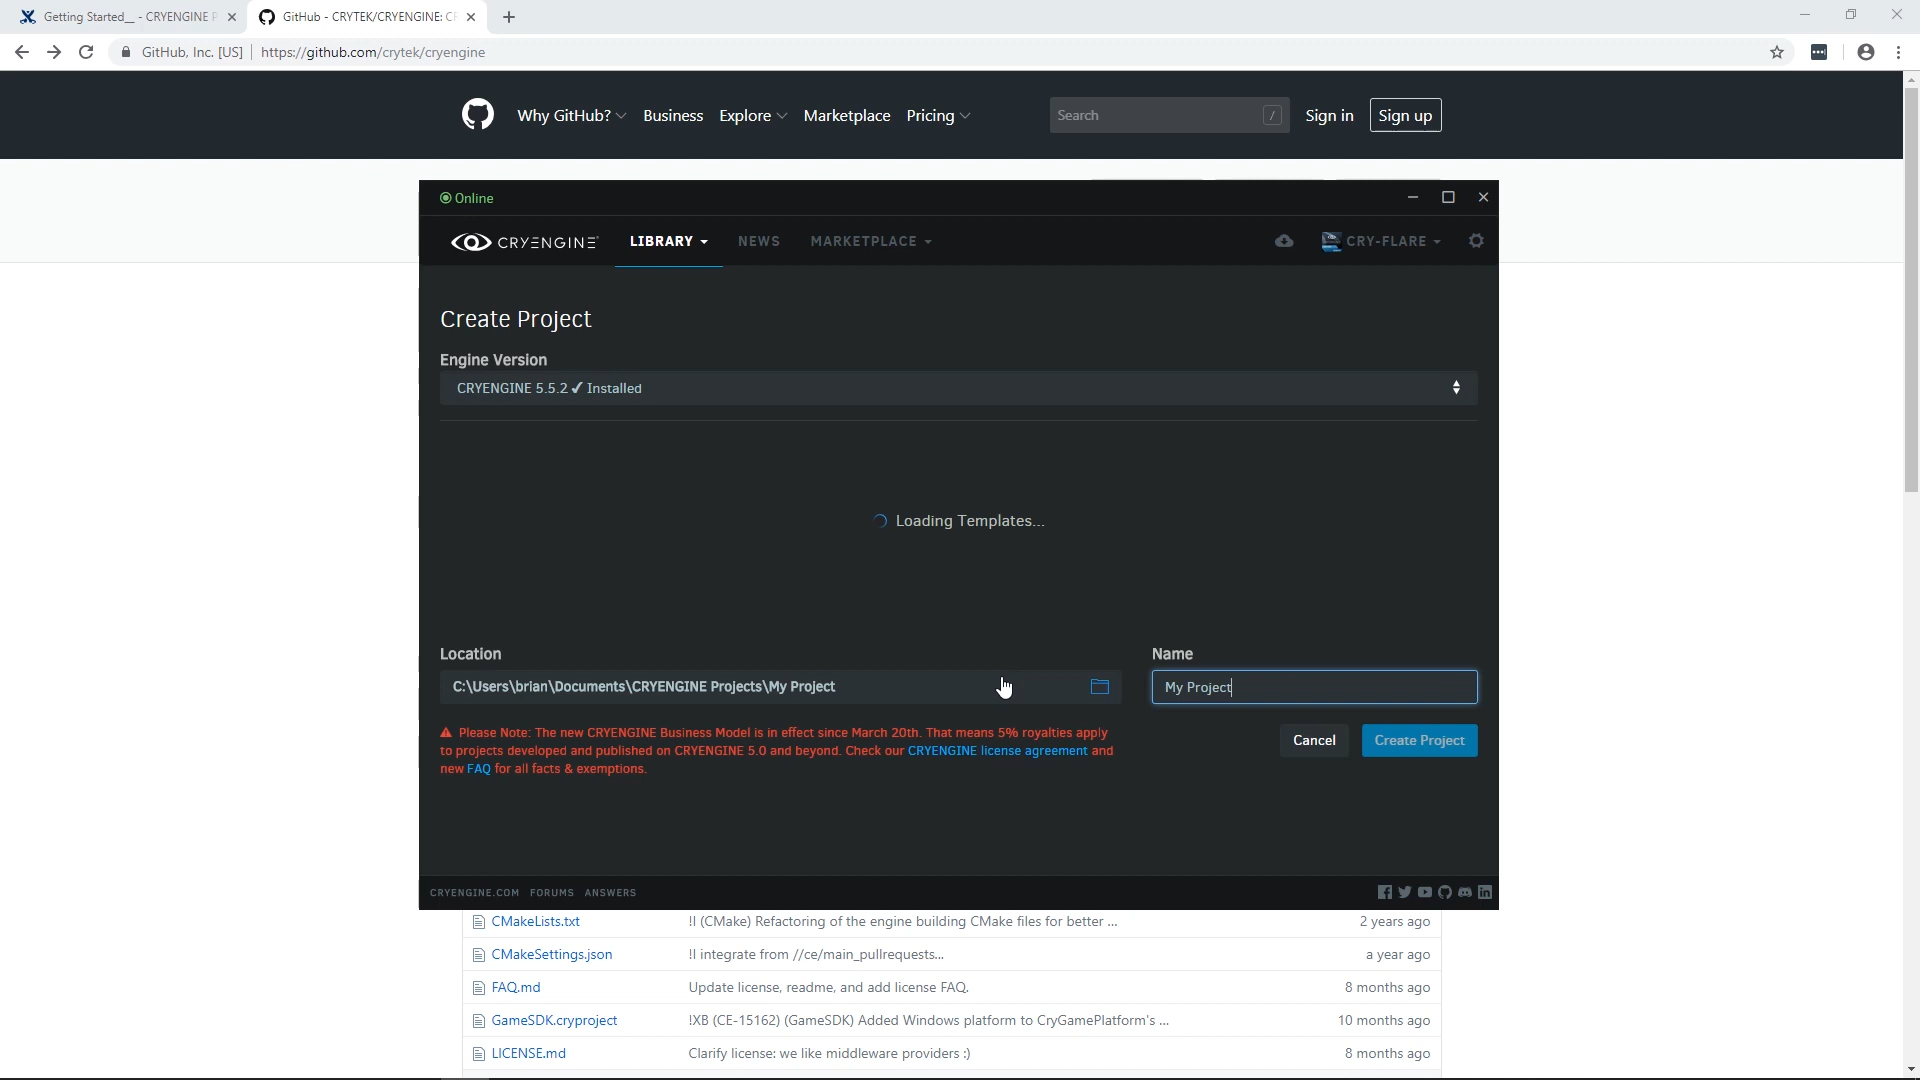 Getting Started__ - CRYENGINE P
GitHub - CRYTEK/CRYENGINE: CR
GitHub, Inc. [US] https://github.com/crytek/cryengine
Why GitHub? Business Explore Marketplace Pricing Search / Sign in Sign up
Online
CRYENGINE LIBRARY NEWS MARKETPLACE CRY-FLARE
Create Project
Engine Version
CRYENGINE 5.5.2 ✓ Installed
Loading Templates...
Location Name
C:\Users\brian\Documents\CRYENGINE Projects\My Project My Project
Please Note: The new CRYENGINE Business Model is in effect since March 20th. That means 5% royalties apply
to projects developed and published on CRYENGINE 5.0 and beyond. Check our CRYENGINE license agreement and
new FAQ for all facts & exemptions.
Cancel Create Project
CRYENGINE.COM FORUMS ANSWERS
CMakeLists.txt !I (CMake) Refactoring of the engine building CMake files for better ... 2 years ago
CMakeSettings.json !I integrate from //ce/main_pullrequests... a year ago
FAQ.md Update license, readme, and add license FAQ. 8 months ago
GameSDK.cryproject !XB (CE-15162) (GameSDK) Added Windows platform to CryGamePlatform's ... 10 months ago
LICENSE.md Clarify license: we like middleware providers :) 8 months ago